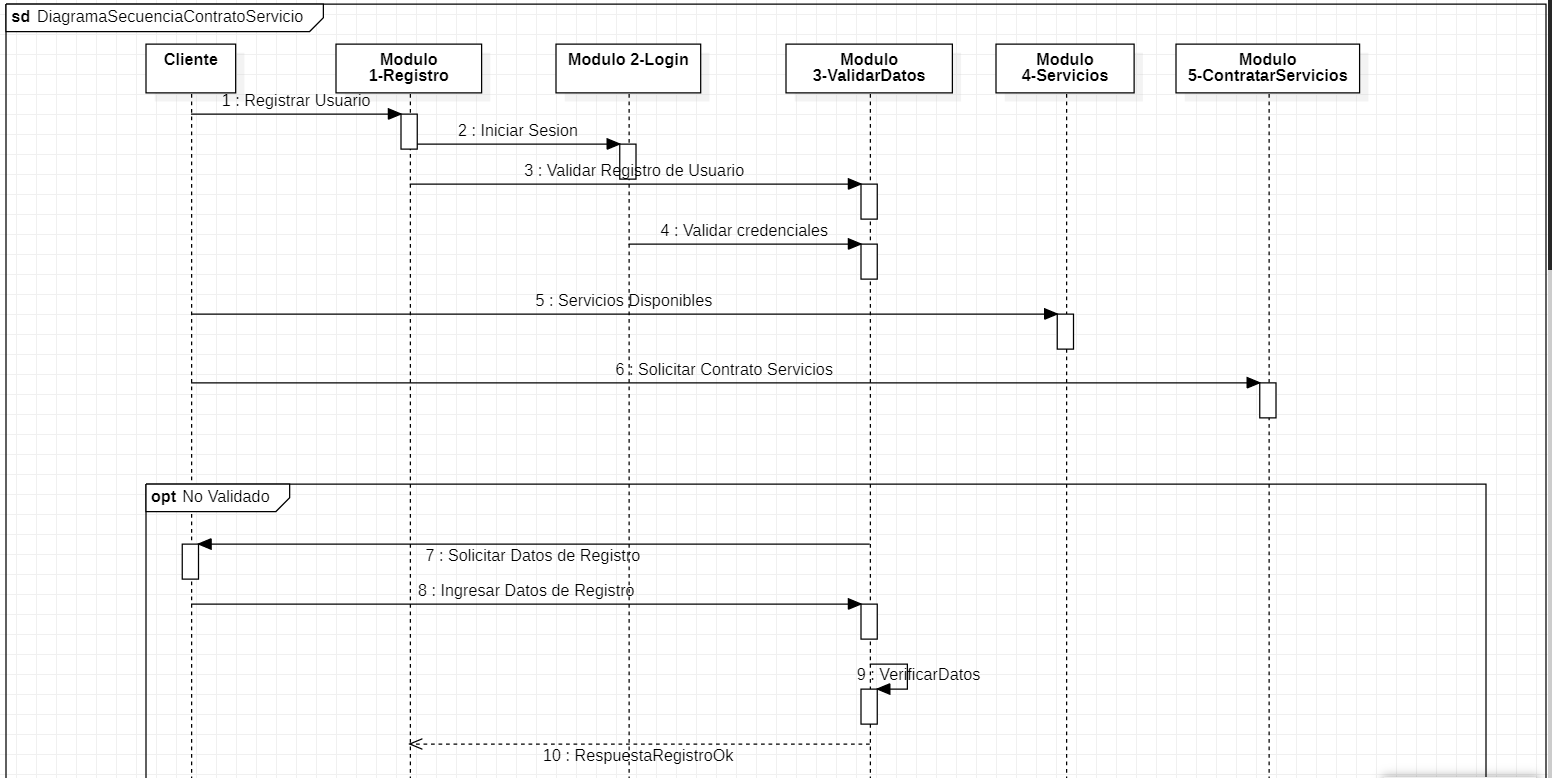 sd DiagramaSecuenciaContratoServicio
Cliente
Modulo
1-Registro
Modulo 2-Login
Modulo
3-ValidarDatos
Modulo
4-Servicios
Modulo
5-ContratarServicios
1 : Registrar Usuario
2 : Iniciar Sesion
3 : Validar Registro de Usuario
4 : Validar credenciales
5 : Servicios Disponibles
6 : Solicitar Contrato Servicios
opt No Validado
7 : Solicitar Datos de Registro
8 : Ingresar Datos de Registro
9 : VerificarDatos
10 : RespuestaRegistroOk